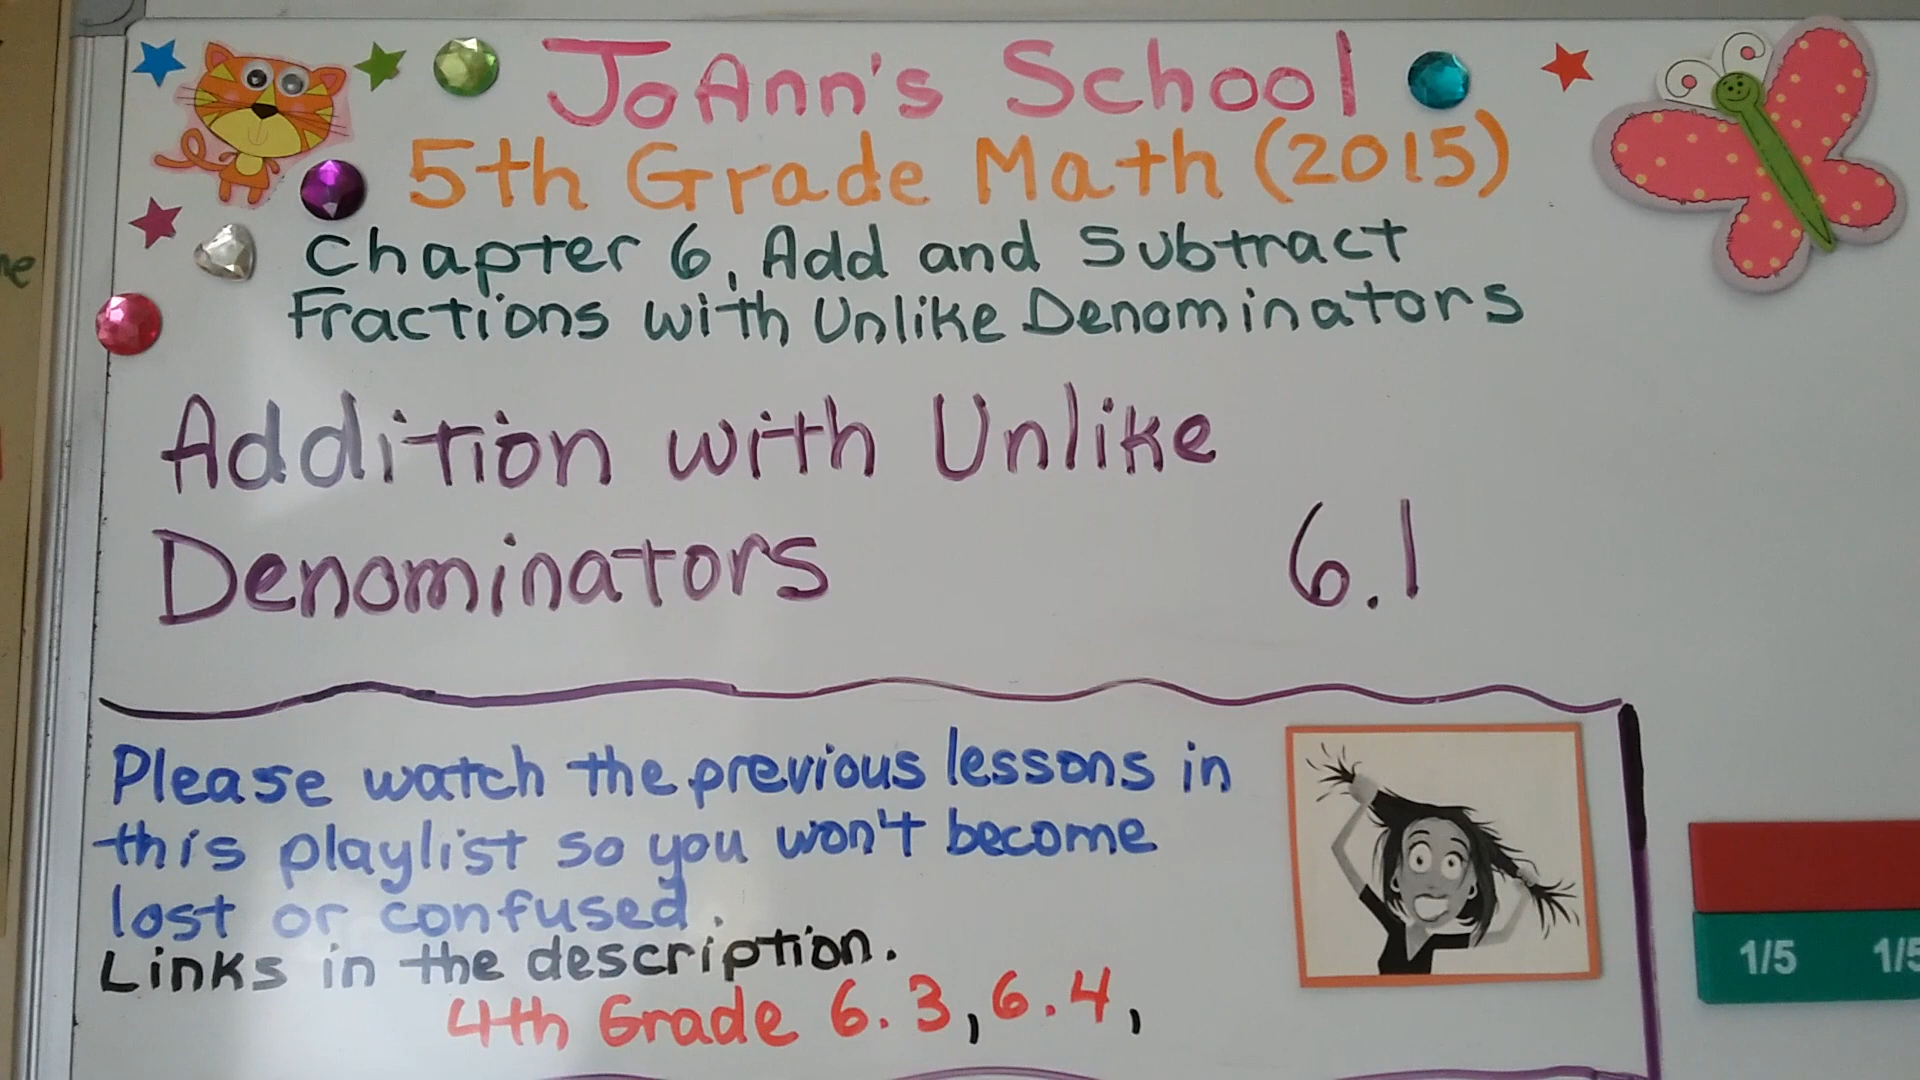 JoAnn's School
5th Grade Math (2015)
Chapter 6, Add and Subtract
Fractions with Unlike Denominators
Addition with Unlike
Denominators 6.1
Please watch the previous lessons in
this playlist so you won't become
lost or confused.
Links in the description.
4th Grade 6.3, 6.4,
1/5 1/5